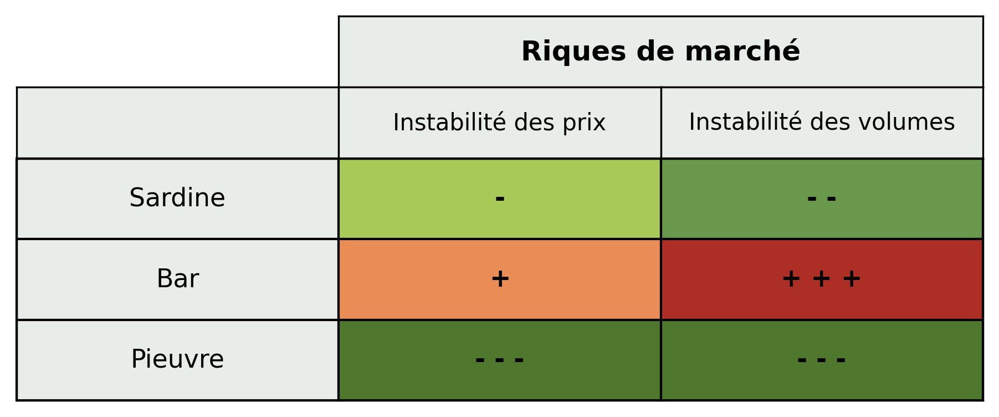 Riques de marché
Instabilité des prix Instabilité des volumes
Sardine - - -
Bar + + + +
Pieuvre - - - - - -